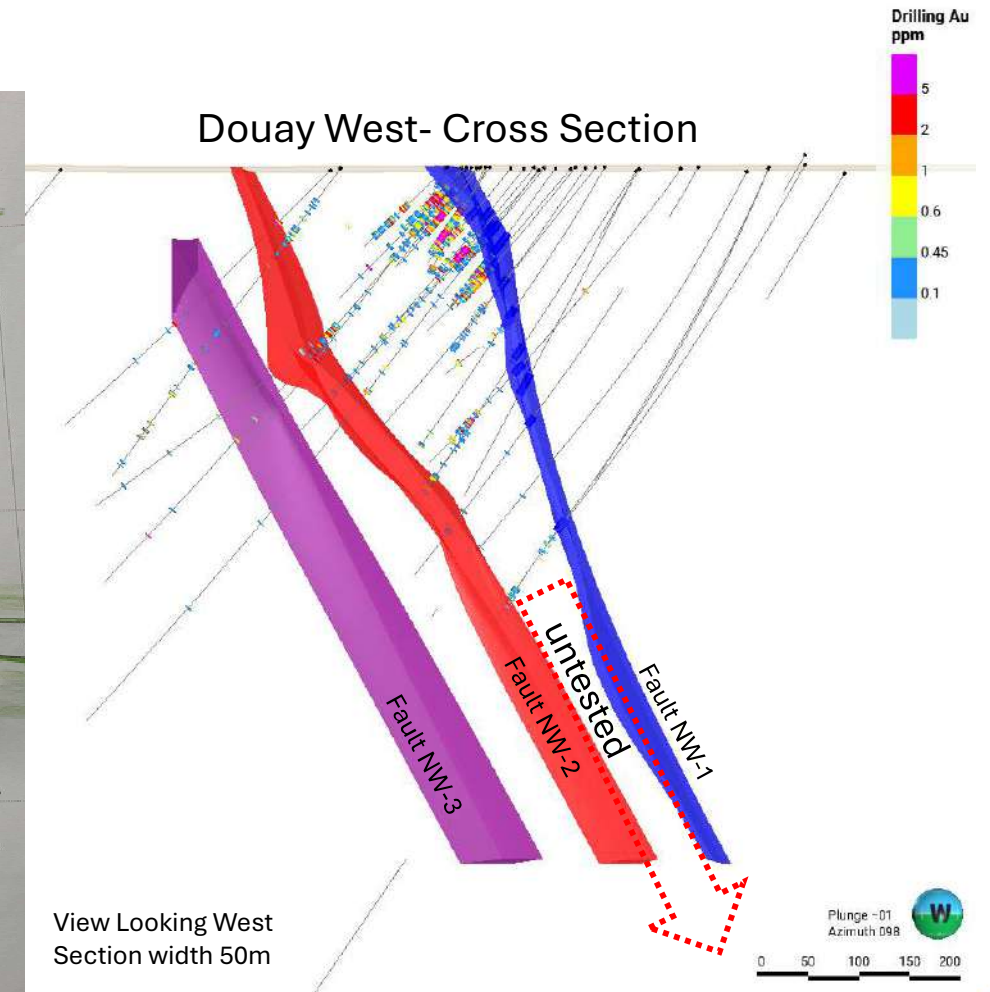 Drilling Au
ppm
5
2
1
0.6
0.45
0.1
Douay West- Cross Section
untested
Fault NW-1
Fault NW-2
Fault NW-3
View Looking West
Section width 50m
Plunge -01
Azimuth 098
W
0 50 100 150 200